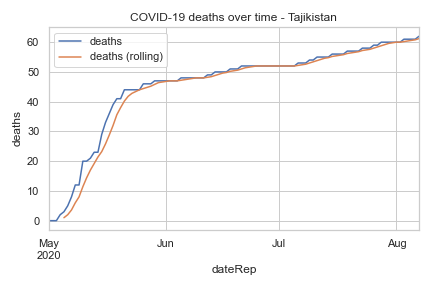 COVID-19 deaths over time - Tajikistan
deaths
deaths (rolling)
60
50
40
30
20
10
0
deaths
May
2020
Jun
Jul
Aug
dateRep